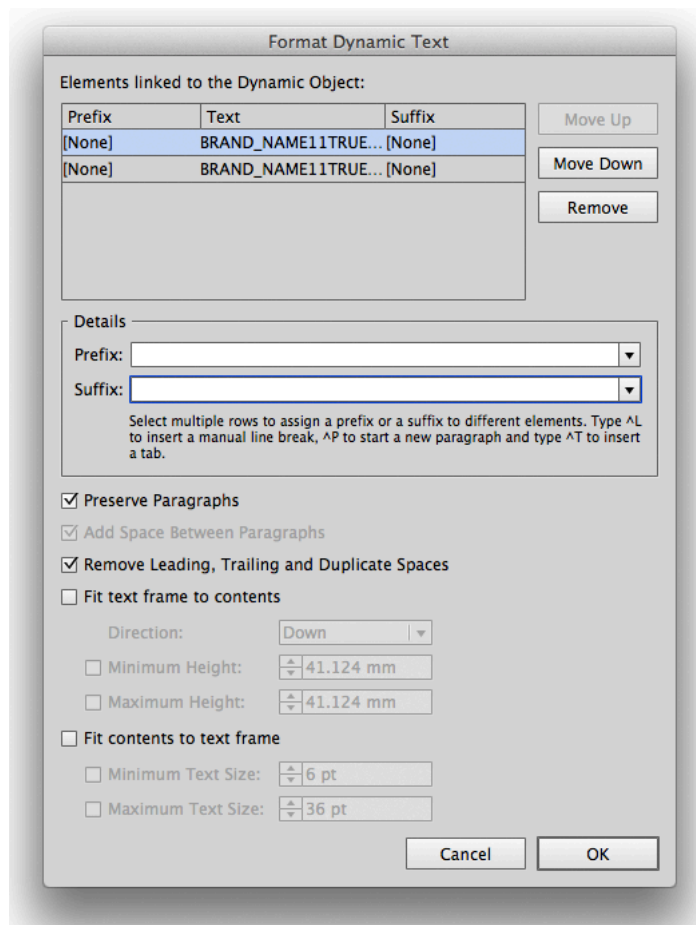 Format Dynamic Text
Elements linked to the Dynamic Object:
Prefix Text Suffix
[None] BRAND_NAME11TRUE... [None]
[None] BRAND_NAME11TRUE... [None]
Move Up
Move Down
Remove
Details
Prefix:
Suffix:
Select multiple rows to assign a prefix or a suffix to different elements. Type ^L
to insert a manual line break, ^P to start a new paragraph and type ^T to insert
a tab.
Preserve Paragraphs
Add Space Between Paragraphs
Remove Leading, Trailing and Duplicate Spaces
Fit text frame to contents
Direction: Down
Minimum Height: 41.124 mm
Maximum Height: 41.124 mm
Fit contents to text frame
Minimum Text Size: 6 pt
Maximum Text Size: 36 pt
Cancel OK